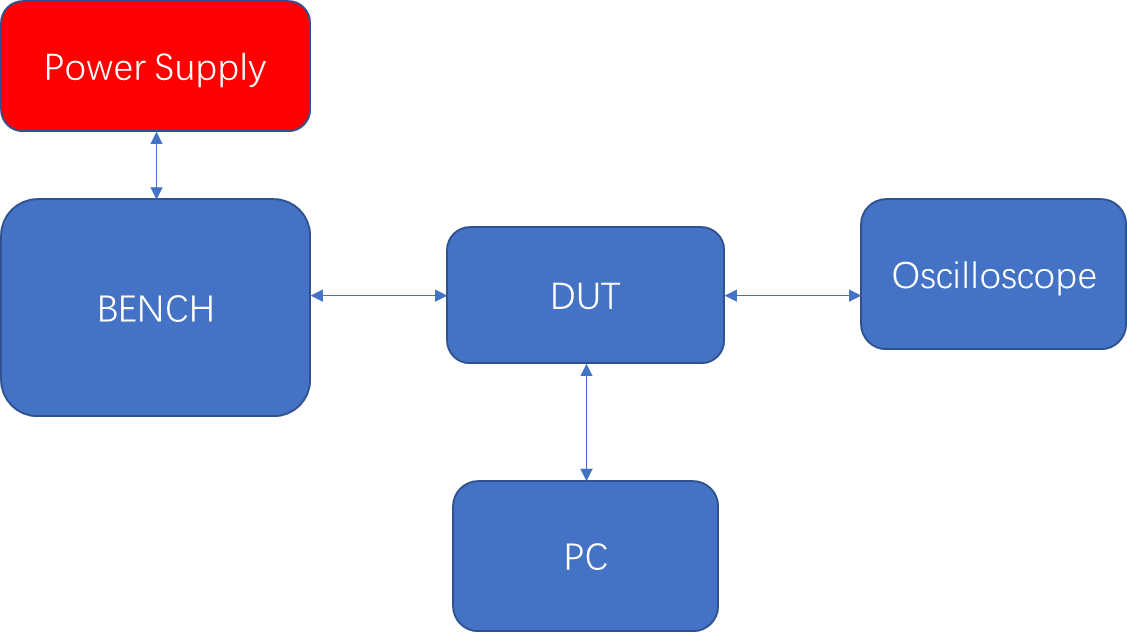 Power Supply
BENCH
DUT
Oscilloscope
PC